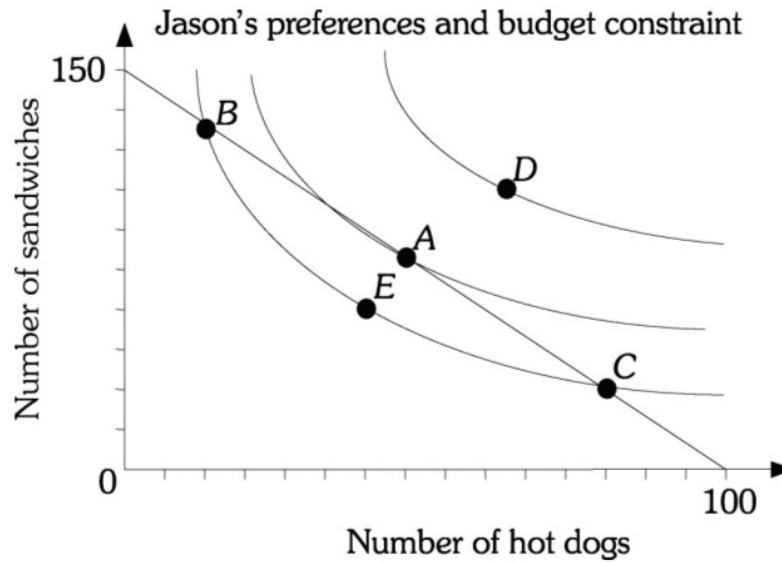 Jason's preferences and budget constraint
150
Number of sandwiches
B
D
A
E
C
0
100
Number of hot dogs